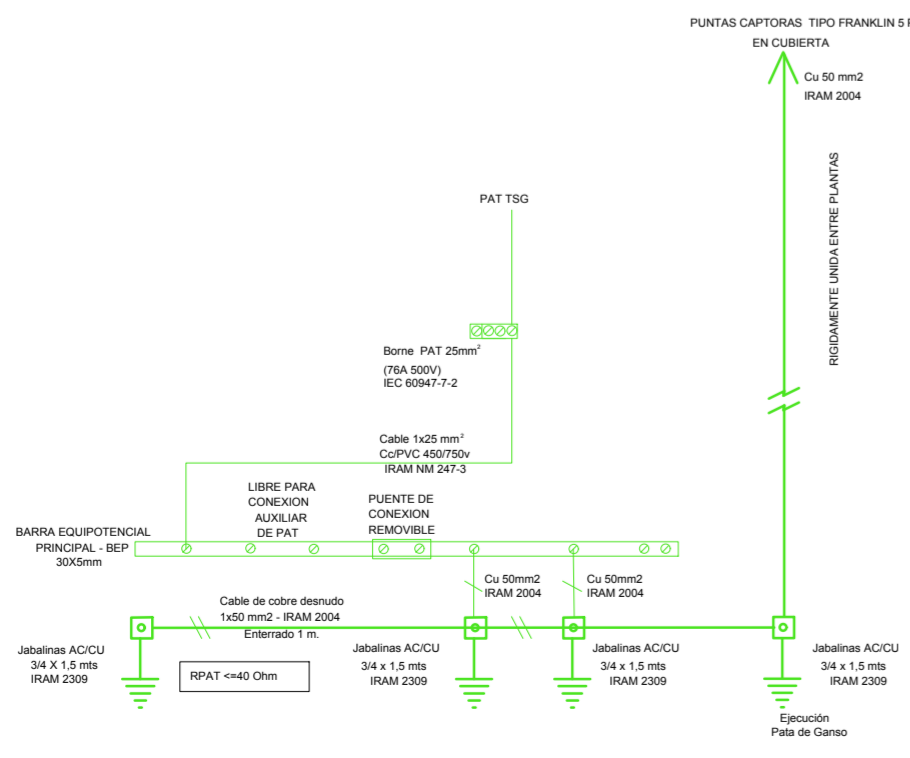 PUNTAS CAPTORAS TIPO FRANKLIN 5
EN CUBIERTA
Cu 50 mm2
IRAM 2004
RIGIDAMENTE UNIDA ENTRE PLANTAS
PAT TSG
Borne PAT 25mm²
(76A 500V)
IEC 60947-7-2
Cable 1x25 mm²
Cc/PVC 450/750v
IRAM NM 247-3
LIBRE PARA
CONEXION
AUXILIAR
DE PAT
PUENTE DE
CONEXION
REMOVIBLE
BARRA EQUIPOTENCIAL
PRINCIPAL - BEP
30X5mm
Cu 50mm2
IRAM 2004
Cu 50mm2
IRAM 2004
Cable de cobre desnudo
1x50 mm2 - IRAM 2004
Enterrado 1 m.
Jabalinas AC/CU
3/4 X 1,5 mts
IRAM 2309
RPAT <=40 Ohm
Jabalinas AC/CU
3/4 x 1,5 mts
IRAM 2309
Jabalinas AC/CU
3/4 x 1,5 mts
IRAM 2309
Jabalinas AC/CU
3/4 x 1,5 mts
IRAM 2309
Ejecución
Pata de Ganso